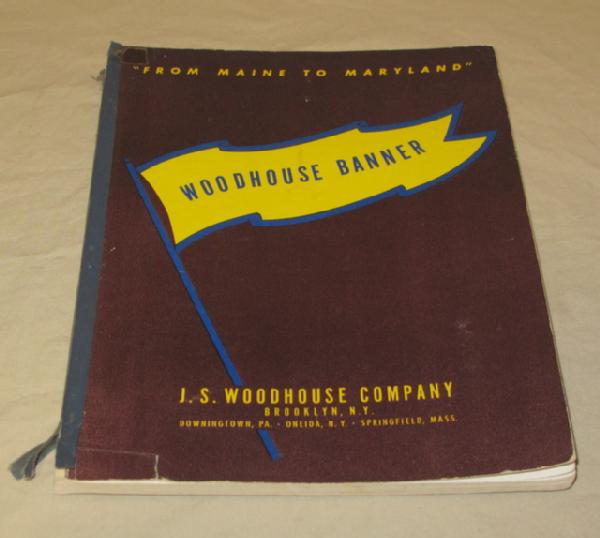 "FROM MAINE TO MARYLAND"
WOODHOUSE BANNER
J. S. WOODHOUSE COMPANY
BROOKLYN, N.Y.
DOWNINGTOWN, PA. - ONEIDA, N. Y. - SPRINGFIELD, MASS.